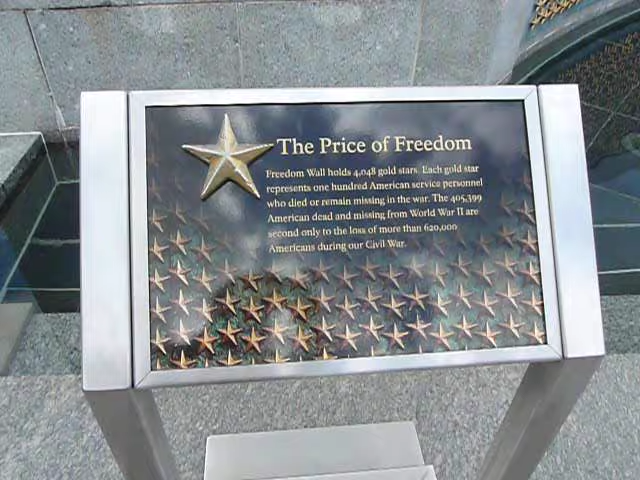 The Price of Freedom
Freedom Wall holds 4,048 gold stars. Each gold star
represents one hundred American service personnel
who died or remain missing in the war. The 405,399
American dead and missing from World War II are
second only to the loss of more than 620,000
Americans during our Civil War.